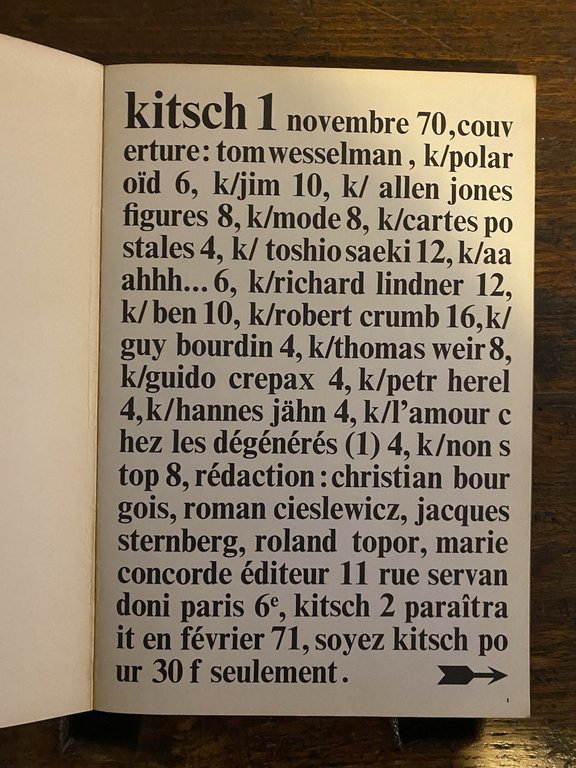 kitsch 1 novembre 70,couv
erture: tom wesselman , k/polar
oïd 6, k/jim 10, k/ allen jones
figures 8, k/mode 8, k/cartes po
stales 4, k/ toshio saeki 12, k/aa
ahhh... 6, k/richard lindner 12,
k/ ben 10, k/robert crumb 16, k/
guy bourdin 4, k/thomas weir 8,
k/guido crepax 4, k/petr herel
4, k/hannes jähn 4, k/l'amour c
hez les dégénérés (1) 4, k/non s
top 8, rédaction : christian bour
gois, roman cieslewicz, jacques
sternberg, roland topor, marie
concorde éditeur 11 rue servan
doni paris 6e, kitsch 2 paraîtra
it en février 71, soyez kitsch po
ur 30 f seulement .
1